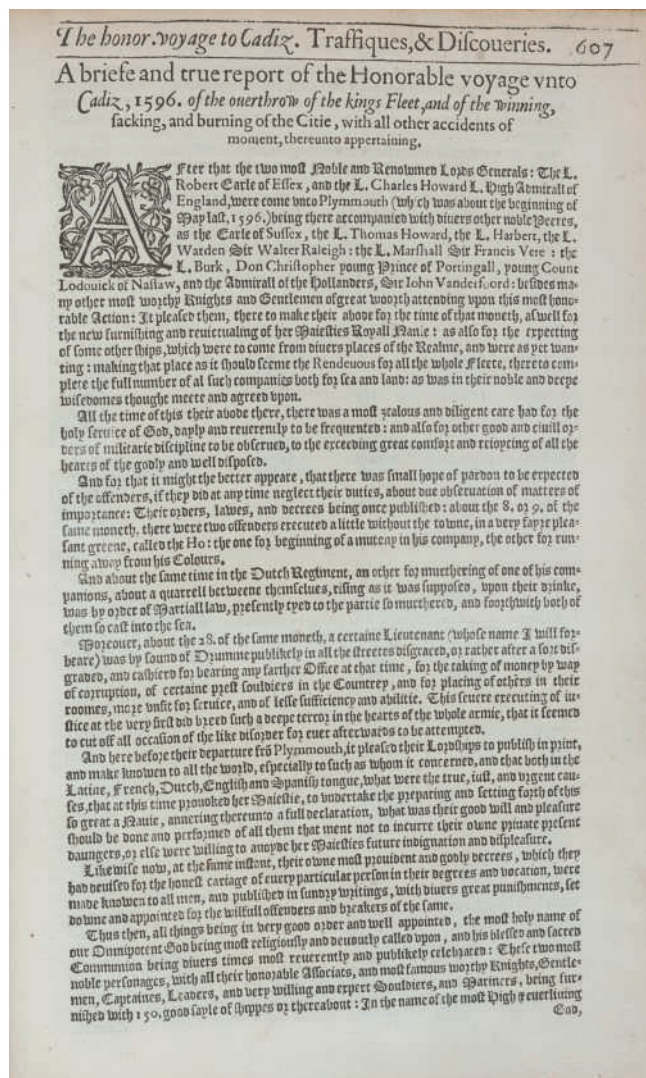 The honor.voyage to Cadiz. Traffiques,& Discoueries. 607
A briefe and true report of the Honorable voyage vnto
Cadiz, 1596. of the ouerthrow of the kings Fleet, and of the winning,
sacking, and burning of the Citie, with all other accidents of
moment, thereunto appertaining.
AFter that the two most Noble and Renowmed Lords Generals: The L.
Robert Earle of Essex, and the L. Charles Howard L. High Admirall of
England, were come vnto Plymmouth (which was about the beginning of
May last, 1596.) being there accompanied with diuers other noble Peeres,
as the Earle of Sussex, the L. Thomas Howard, the L. Harbert, the L.
Warden Sir Walter Raleigh: the L. Marshall Sir Francis Vere: the
L. Burk, Don Christopher young Prince of Portingall, young Count
Lodouick of Nassaw, and the Admirall of the Hollanders, Sir Iohn Vanderfoord: besides ma-
ny other most worthy Knights and Gentlemen of great woorth attending vpon this most hono-
rable Action: It pleased them, there to make their abode for the time of that moneth, aswell for
the new furnishing and reuictualing of her Maiesties Royall Nauie: as also for the expecting
of some other ships, which were to come from diuers places of the Realme, and were as yet wan-
ting: making that place as it should seeme the Rendeuous for all the whole Fleete, thereto com-
plete the full number of al such companies both for sea and land: as was in their noble and deepe
wisedomes thought meete and agreed vpon.
All the time of this their abode there, there was a most zealous and diligent care had for the
holy seruice of God, dayly and reuerently to be frequented: and also for other good and ciuill or-
ders of militarie discipline to be obserued, to the exceeding great comfort and reioycing of all the
hearts of the godly and well disposed.
And for that it might the better appeare, that there was small hope of pardon to be expected
of the offenders, if they did at any time neglect their duties, about due obseruation of matters of
importance: Their orders, lawes, and decrees being once published: about the 8. or 9. of the
same moneth, there were two offenders executed a little without the towne, in a very fayre plea-
sant greene, called the Ho: the one for beginning of a muteny in his company, the other for run-
ning away from his Colours.
And about the same time in the Dutch Regiment, an other for murthering of one of his com-
panions, about a quarrell betweene themselues, rising as it was supposed, vpon their drinke,
was by order of Martiall law, presently tyed to the partie so murthered, and foorthwith both of
them so cast into the sea.
Moreouer, about the 28. of the same moneth, a certaine Lieutenant (whose name I will for-
beare) was by sound of Drumme publikely in all the streetes disgraced, or rather after a sort dis-
graded, and cashierd for bearing any farther Office at that time, for the taking of money by way
of corruption, of certaine prest souldiers in the Countrey, and for placing of others in their
roomes, more vnfit for seruice, and of lesse sufficiency and abilitie. This seuere executing of iu-
stice at the very first did breed such a deepe terror in the hearts of the whole armie, that it seemed
to cut off all occasion of the like disorder for euer afterwards to be attempted.
And here before their departure frõ Plymmouth, it pleased their Lordships to publish in print,
and make knowen to all the world, especially to such as whom it concerned, and that both in the
Latine, French, Dutch, English and Spanish tongue, what were the true, iust, and vrgent cau-
ses, that at this time prouoked her Maiestie, to vndertake the preparing and setting forth of this
so great a Nauie, annexing thereunto a full declaration, what was their good will and pleasure
should be done and performed of all them that ment not to incurre their owne priuate present
daungers, or else were willing to auoyde her Maiesties future indignation and displeasure.
Likewise now, at the same instant, their owne most prouident and godly decrees, which they
had deuised for the honest cariage of euery particular person in their degrees and vocation, were
made knowen to all men, and published in sundry writings, with diuers great punishments, set
downe and appointed for the wilfull offenders and breakers of the same.
Thus then, all things being in very good order and well appointed, the most holy name of
our Omnipotent God being most religiously and deuoutly called vpon, and his blessed and sacred
Communion being diuers times most reuerently and publikely celebrated: These two most
noble personages, with all their honorable Associats, and most famous worthy Knights, Gentle-
men, Captaines, Leaders, and very willing and expert Souldiers, and Mariners, being fur-
nished with 150. good sayle of shippes or thereabout: In the name of the most High & euerliuing
God,